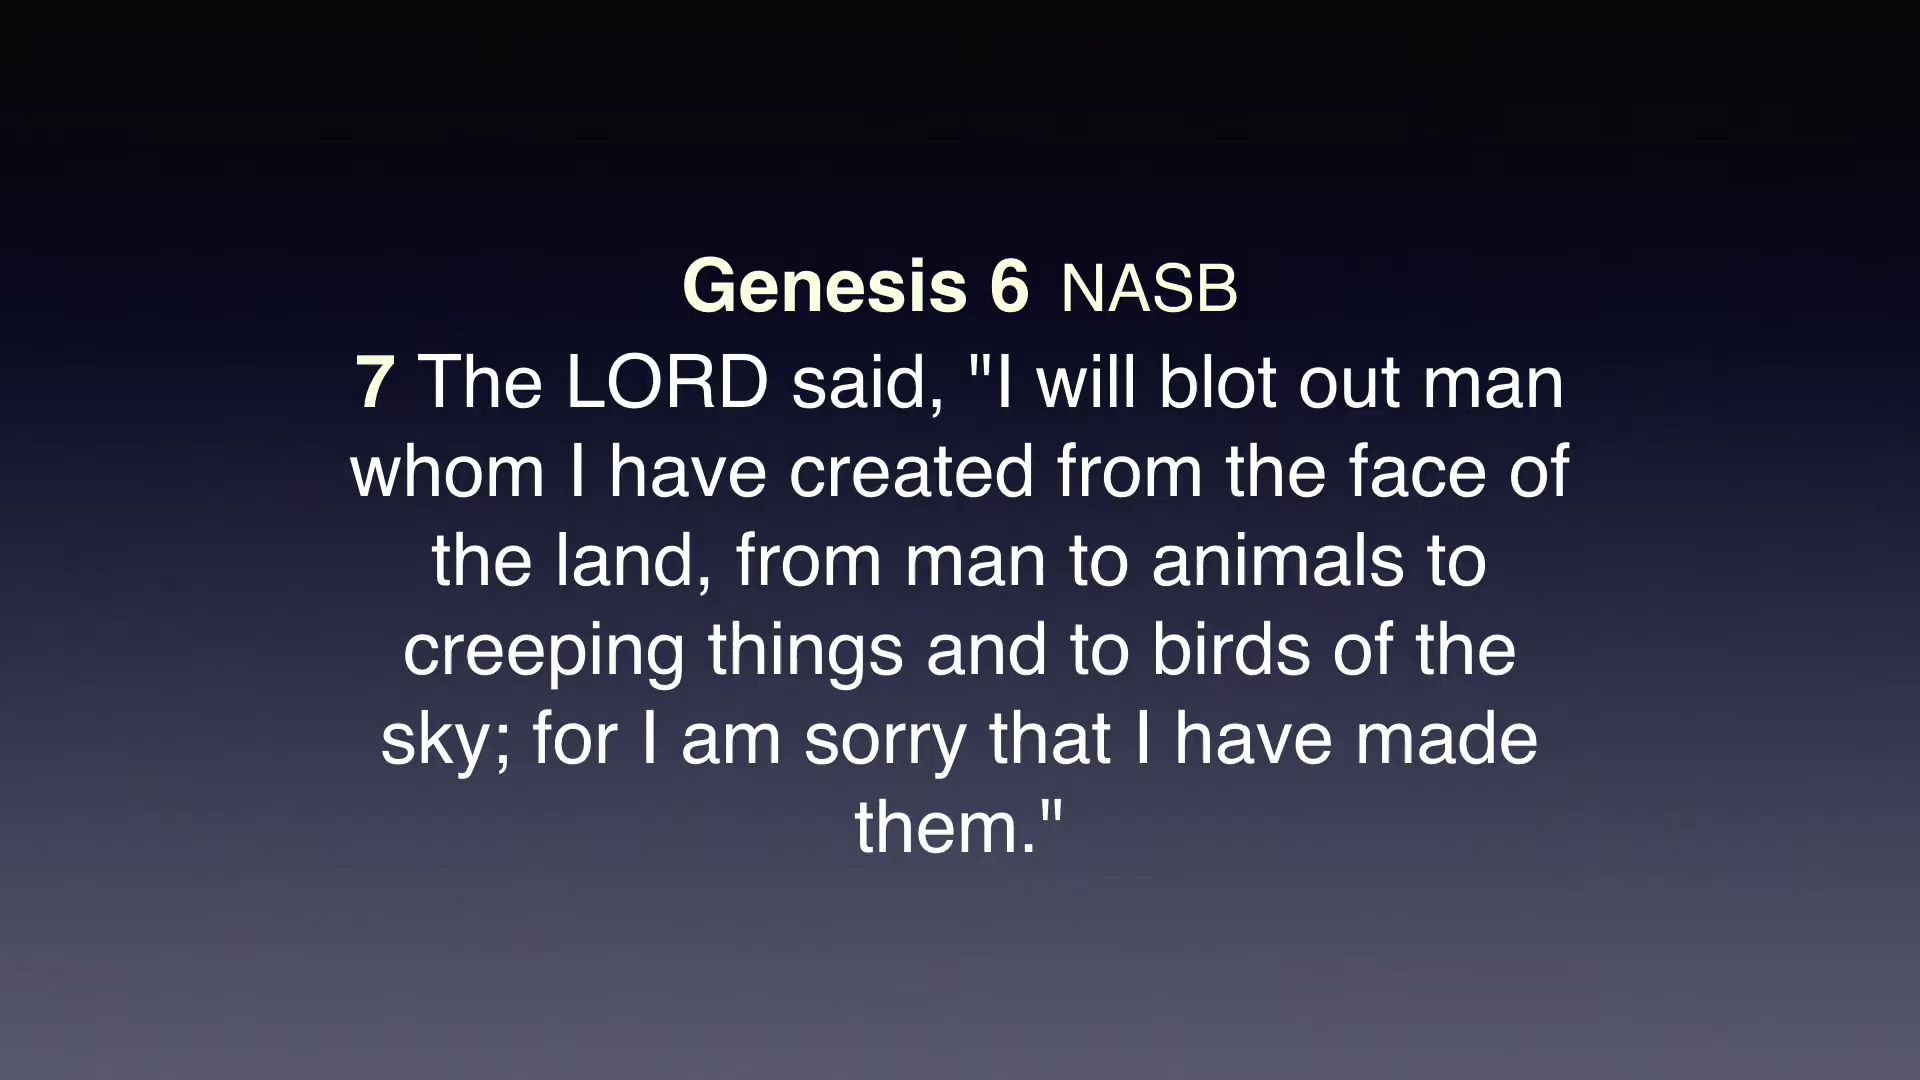 Genesis 6 NASB
7 The LORD said, "I will blot out man
whom I have created from the face of
the land, from man to animals to
creeping things and to birds of the
sky; for I am sorry that I have made
them."